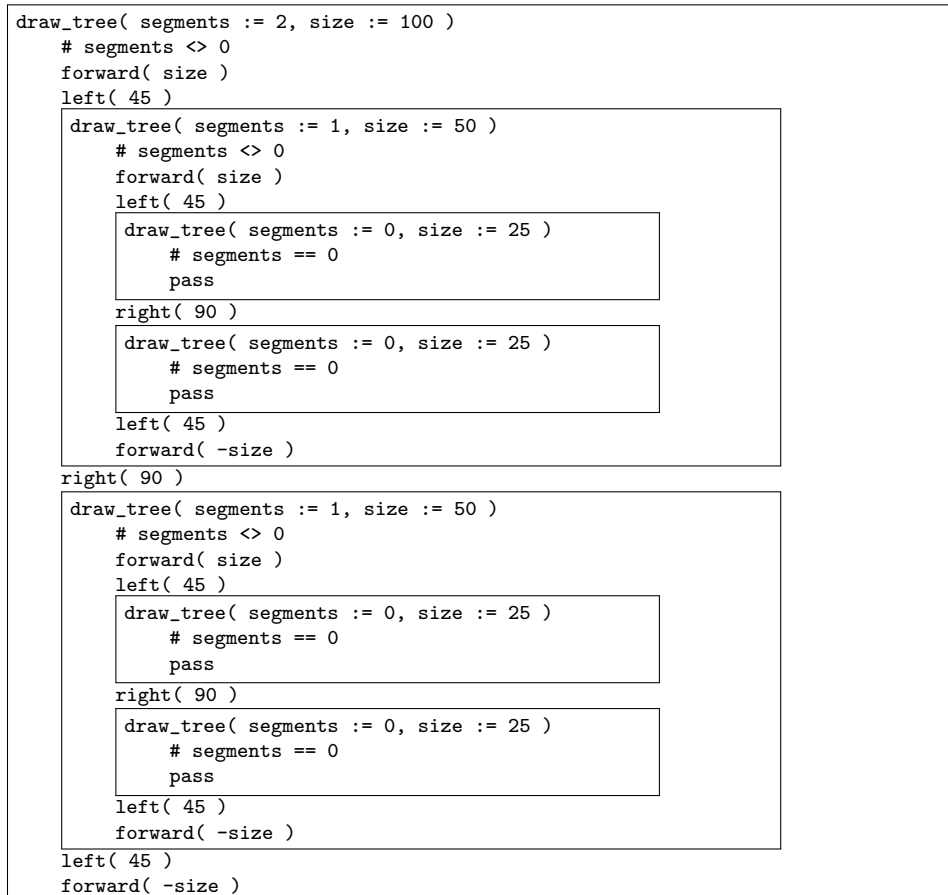 draw_tree( segments := 2, size := 100 )
    # segments <> 0
    forward( size )
    left( 45 )
    draw_tree( segments := 1, size := 50 )
        # segments <> 0
        forward( size )
        left( 45 )
        draw_tree( segments := 0, size := 25 )
            # segments == 0
            pass
        right( 90 )
        draw_tree( segments := 0, size := 25 )
            # segments == 0
            pass
        left( 45 )
        forward( -size )
    right( 90 )
    draw_tree( segments := 1, size := 50 )
        # segments <> 0
        forward( size )
        left( 45 )
        draw_tree( segments := 0, size := 25 )
            # segments == 0
            pass
        right( 90 )
        draw_tree( segments := 0, size := 25 )
            # segments == 0
            pass
        left( 45 )
        forward( -size )
    left( 45 )
    forward( -size )